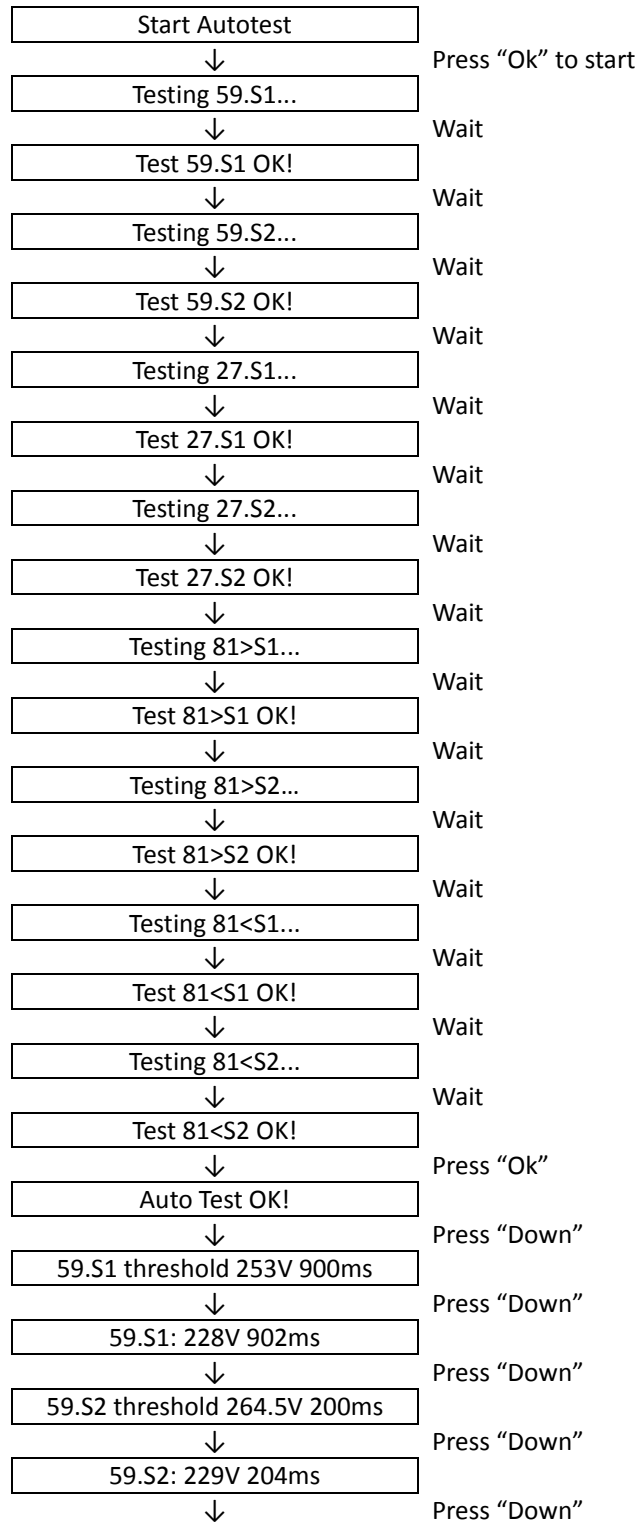 Start Autotest
↓ Press “Ok” to start
Testing 59.S1...
↓ Wait
Test 59.S1 OK!
↓ Wait
Testing 59.S2...
↓ Wait
Test 59.S2 OK!
↓ Wait
Testing 27.S1...
↓ Wait
Test 27.S1 OK!
↓ Wait
Testing 27.S2...
↓ Wait
Test 27.S2 OK!
↓ Wait
Testing 81>S1...
↓ Wait
Test 81>S1 OK!
↓ Wait
Testing 81>S2...
↓ Wait
Test 81>S2 OK!
↓ Wait
Testing 81<S1...
↓ Wait
Test 81<S1 OK!
↓ Wait
Testing 81<S2...
↓ Wait
Test 81<S2 OK!
↓ Press “Ok”
Auto Test OK!
↓ Press “Down”
59.S1 threshold 253V 900ms
↓ Press “Down”
59.S1: 228V 902ms
↓ Press “Down”
59.S2 threshold 264.5V 200ms
↓ Press “Down”
59.S2: 229V 204ms
↓ Press “Down”